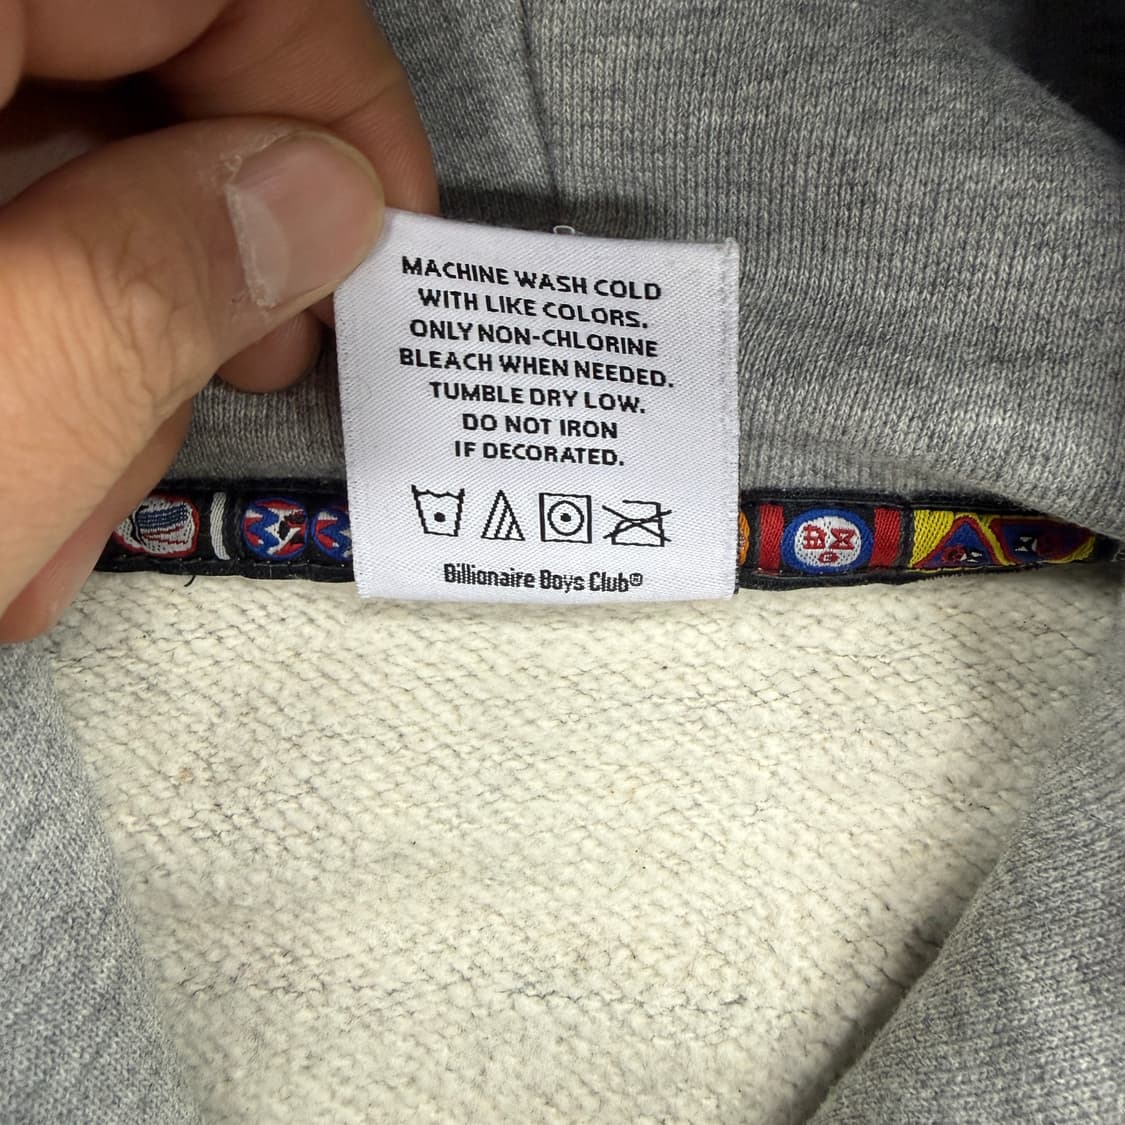 MACHINE WASH COLD
WITH LIKE COLORS.
ONLY NON-CHLORINE
BLEACH WHEN NEEDED.
TUMBLE DRY LOW.
DO NOT IRON
IF DECORATED.
Billionaire Boys Club®